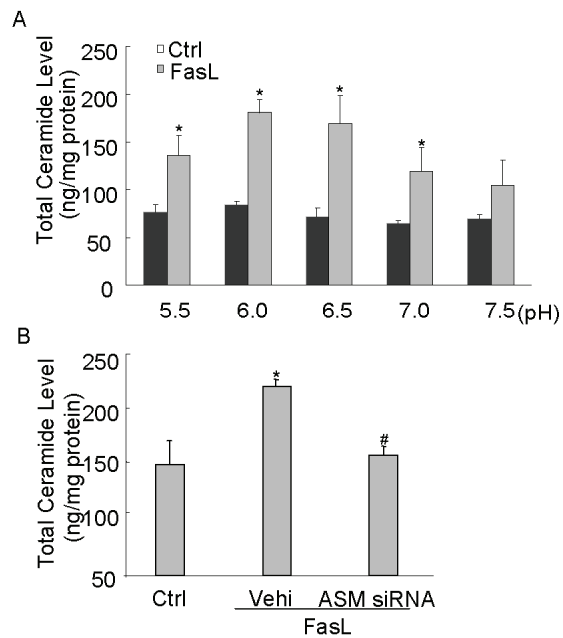 A
Total Ceramide Level
(ng/mg protein)
250
200
150
100
50
0
Ctrl
FasL
*
*
*
*
5.5 6.0 6.5 7.0 7.5 (pH)
B
Total Ceramide Level
(ng/mg protein)
250
200
150
100
50
*
#
Ctrl Vehi ASM siRNA
FasL